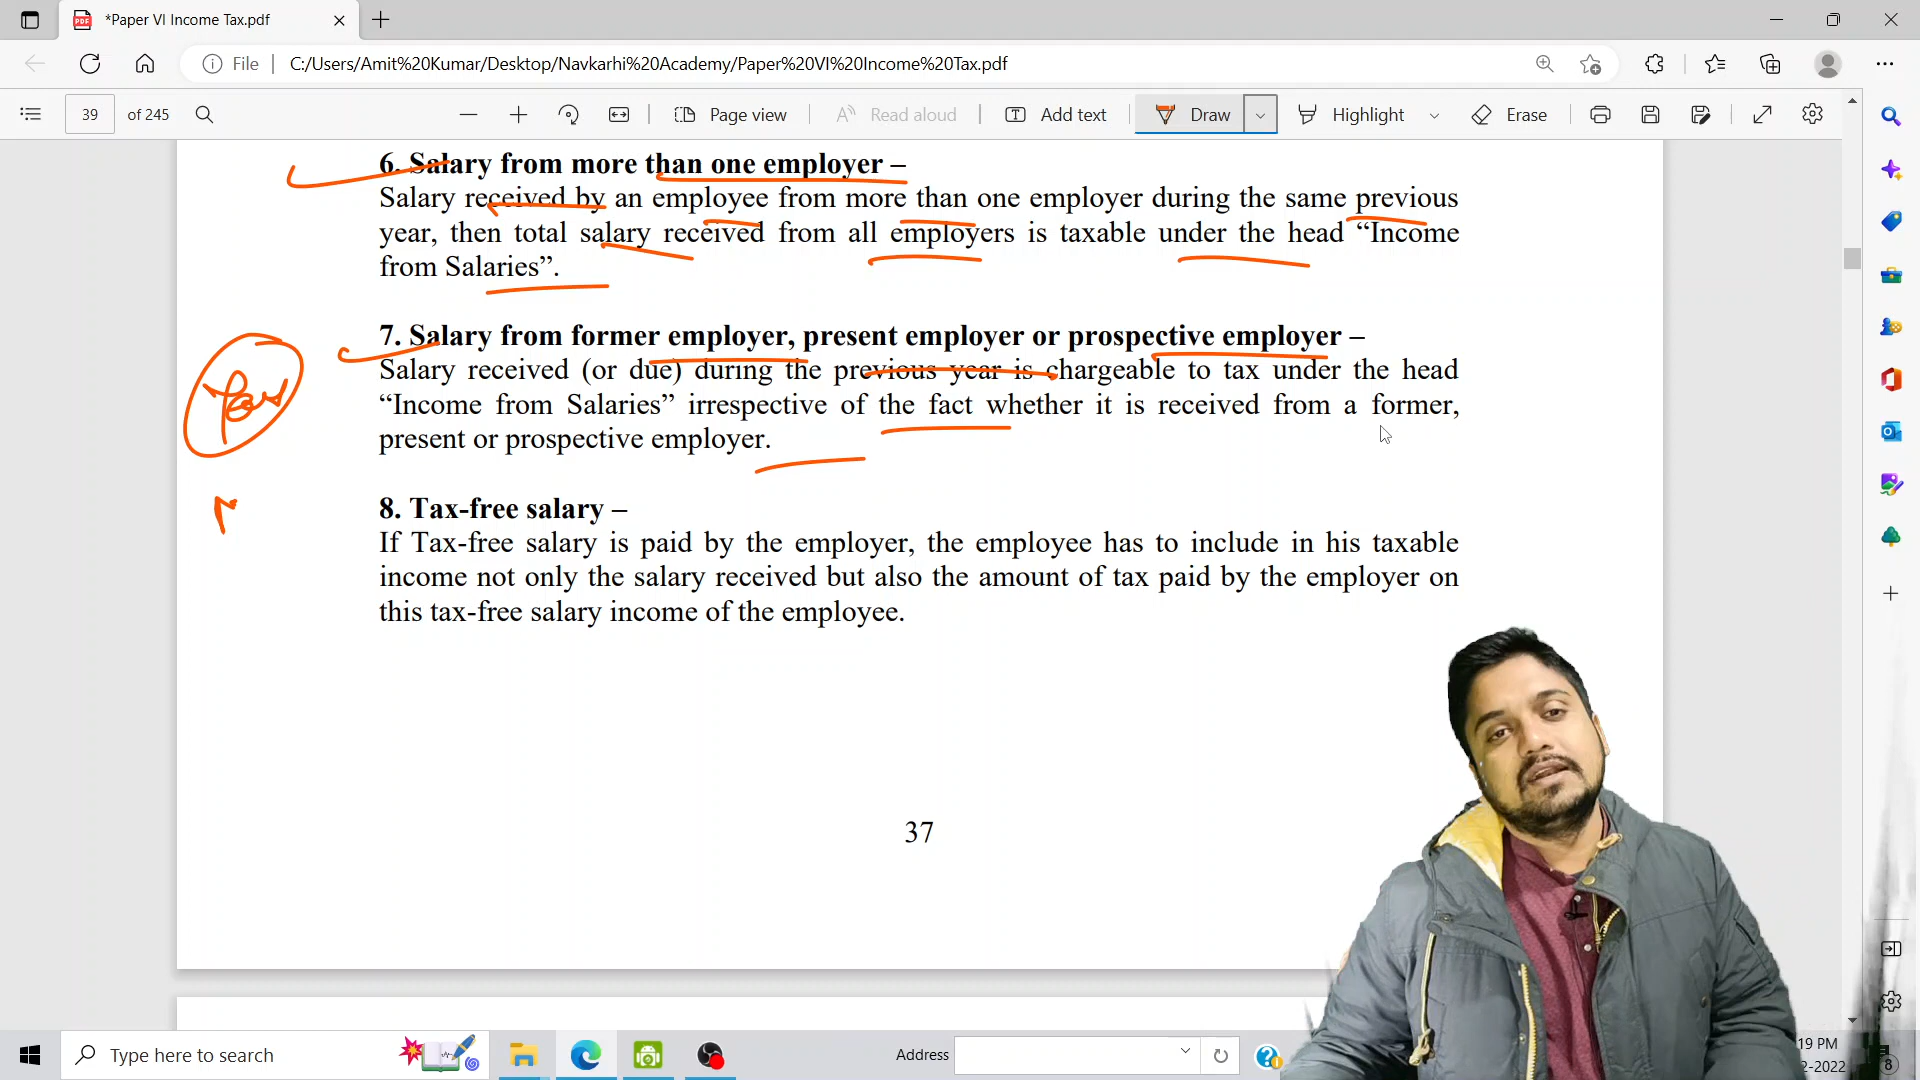 *Paper VI Income Tax.pdf
File
C:/Users/Amit%20Kumar/Desktop/Navkarhi%20Academy/Paper%20VI%20Income%20Tax.pdf
39 of 245
Page view
Read aloud
Add text
Draw
Highlight
Erase
6. Salary from more than one employer –
Salary received by an employee from more than one employer during the same previous
year, then total salary received from all employers is taxable under the head “Income
from Salaries”.
7. Salary from former employer, present employer or prospective employer –
Salary received (or due) during the previous year is chargeable to tax under the head
“Income from Salaries” irrespective of the fact whether it is received from a former,
present or prospective employer.
8. Tax-free salary –
If Tax-free salary is paid by the employer, the employee has to include in his taxable
income not only the salary received but also the amount of tax paid by the employer on
this tax-free salary income of the employee.
37
Type here to search
Address
19 PM
2-2022
8